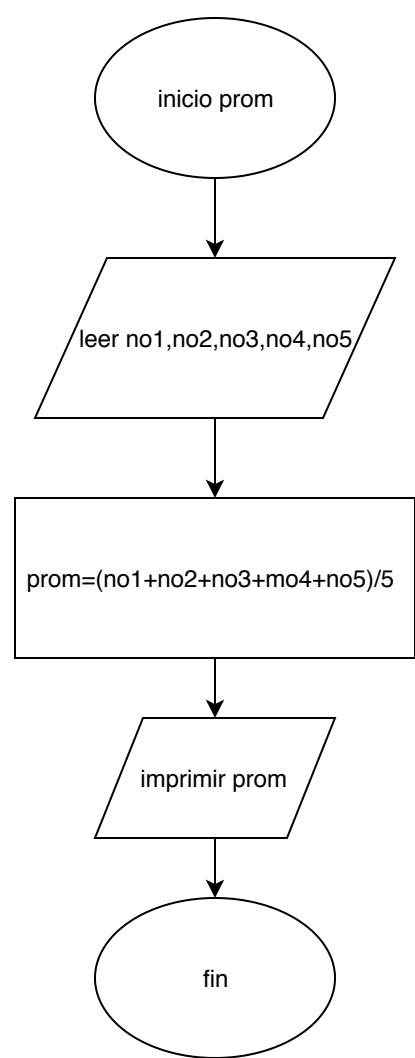 inicio prom
leer no1,no2,no3,no4,no5
prom=(no1+no2+no3+mo4+no5)/5
imprimir prom
fin